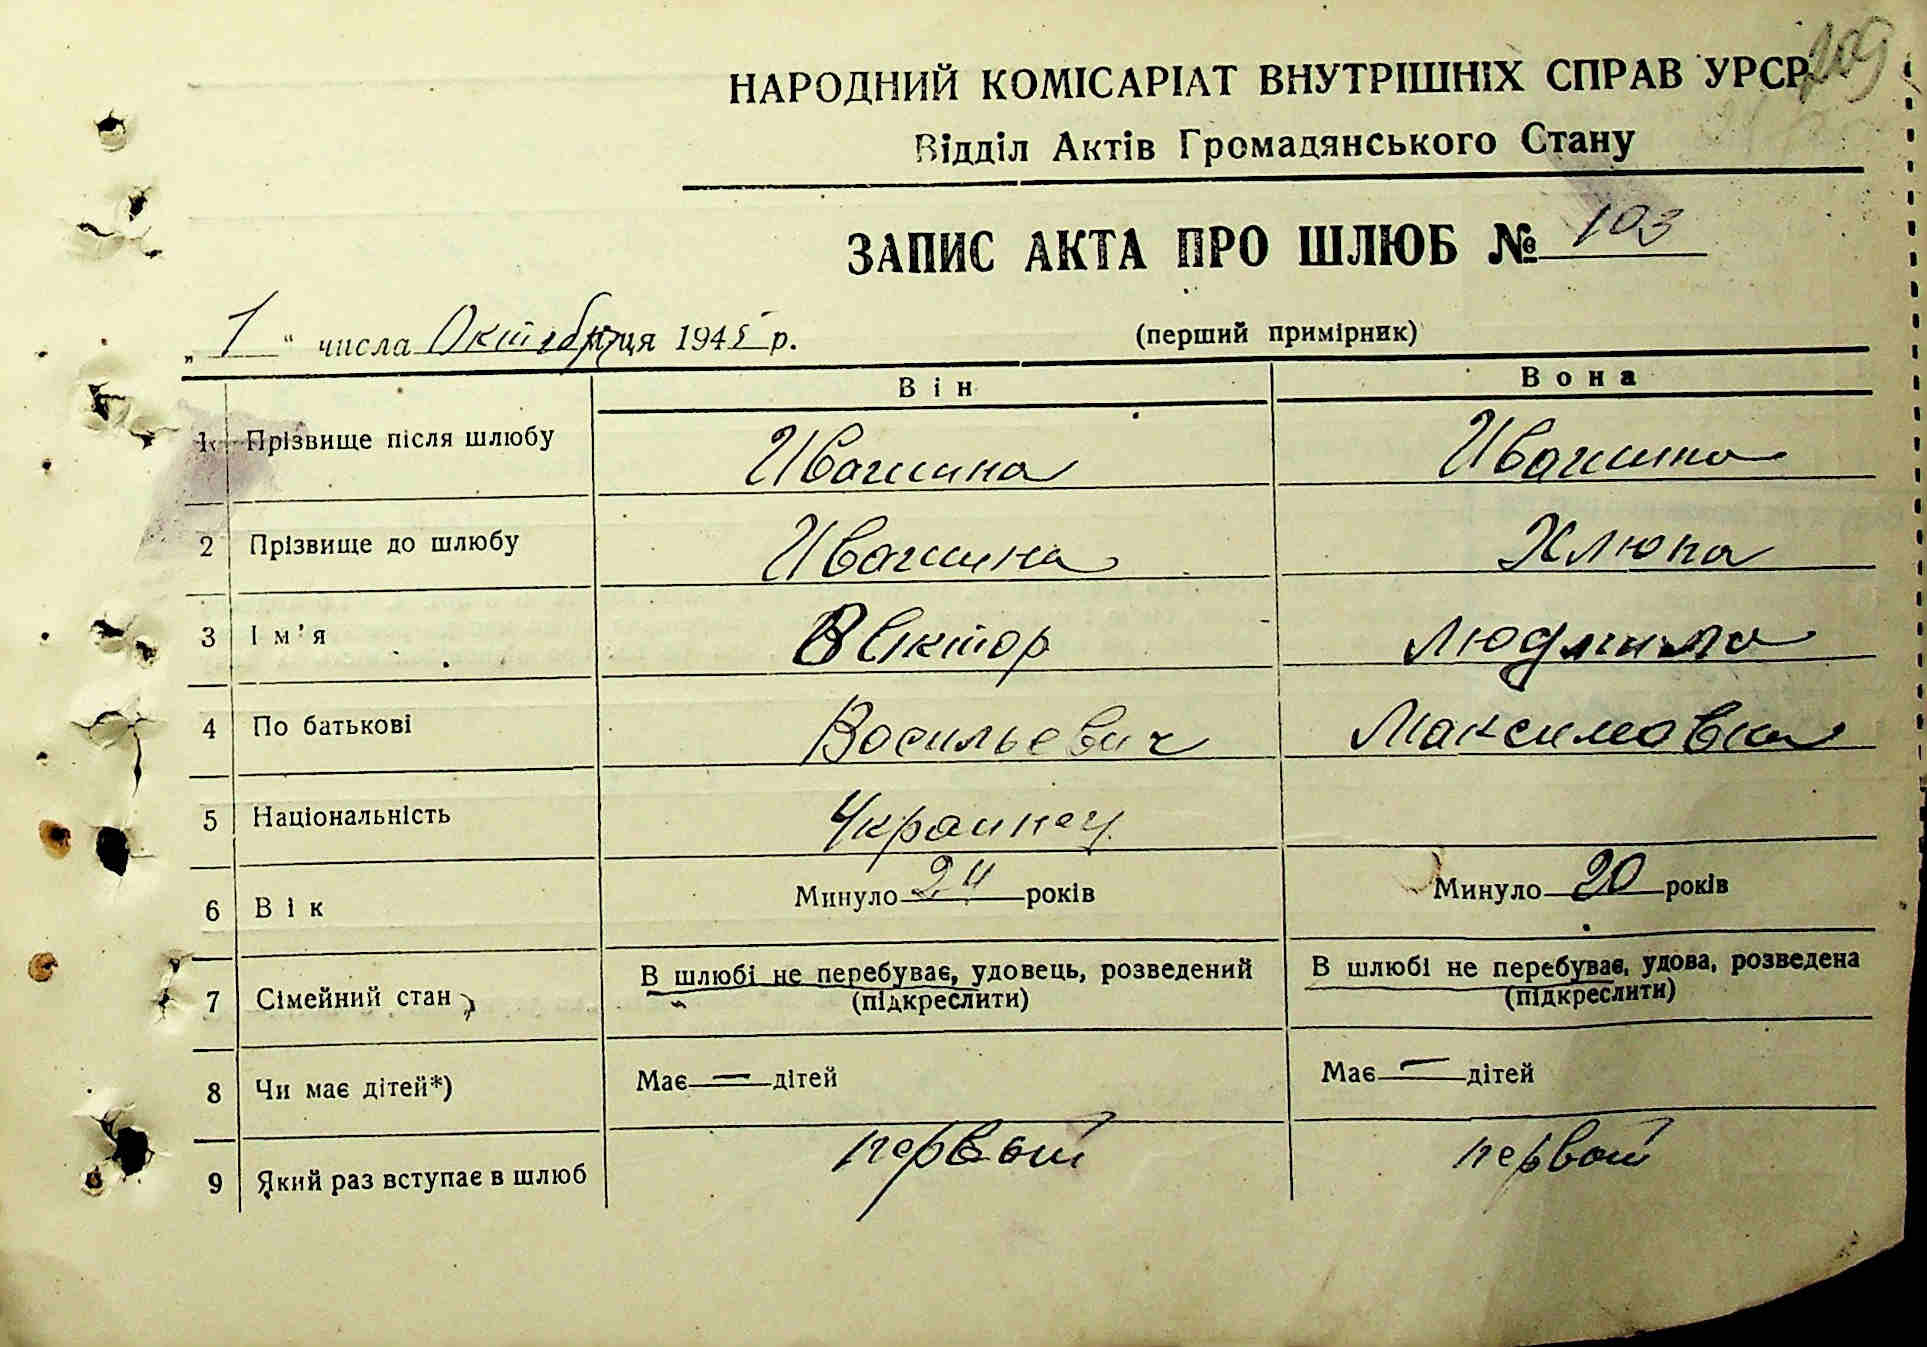 209
НАРОДНИЙ КОМІСАРІАТ ВНУТРІШНІХ СПРАВ УРСР
Відділ Актів Громадянського Стану
ЗАПИС АКТА ПРО ШЛЮБ № 103
„ 1 “ числа Октября місяця 1945 р. (перший примірник)
Він Вона
1 Прізвище після шлюбу Ивашина Ивашина
2 Прізвище до шлюбу Ивашина Хлюпа
3 Ім'я Виктор Людмила
4 По батькові Васильевич Максимовна
5 Національність Украинец
6 Вік Минуло 24 років Минуло 20 років
7 Сімейний стан В шлюбі не перебуває, удовець, розведений (підкреслити) В шлюбі не перебуває, удова, розведена (підкреслити)
8 Чи має дітей*) Має — дітей Має — дітей
9 Який раз вступає в шлюб первый первый